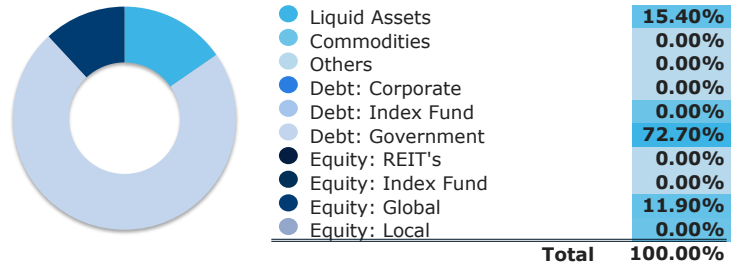 Liquid Assets 15.40%
Commodities 0.00%
Others 0.00%
Debt: Corporate 0.00%
Debt: Index Fund 0.00%
Debt: Government 72.70%
Equity: REIT's 0.00%
Equity: Index Fund 0.00%
Equity: Global 11.90%
Equity: Local 0.00%
Total 100.00%